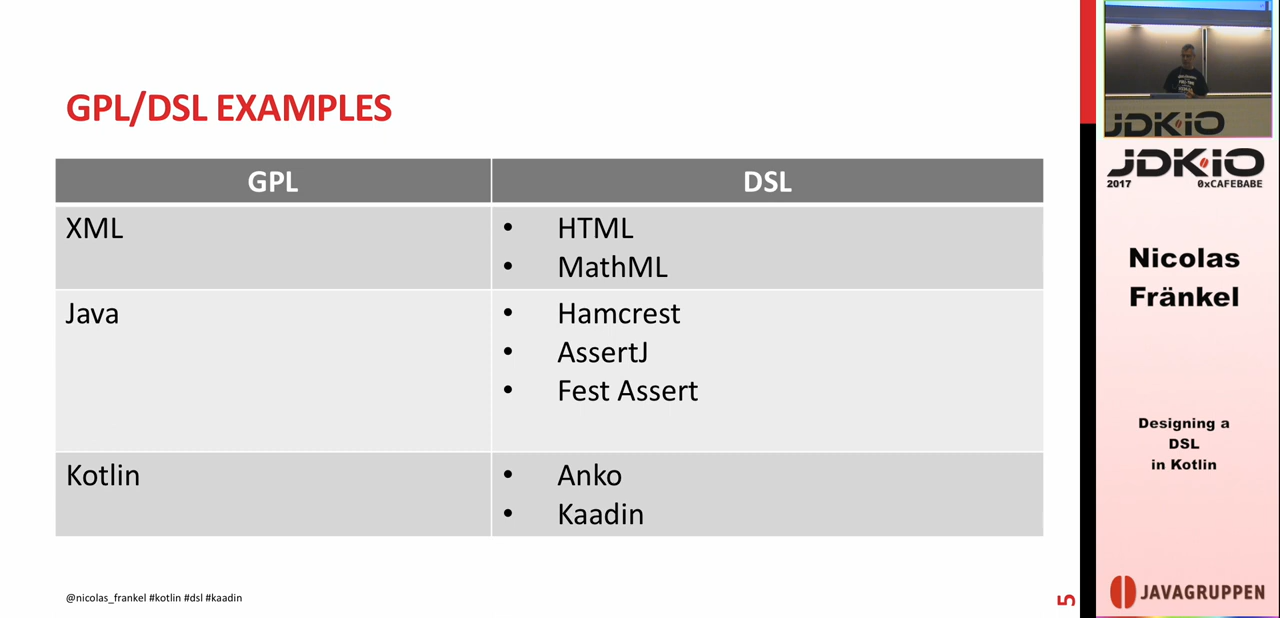 GPL/DSL EXAMPLES
GPL
DSL
XML
• HTML
• MathML
Java
• Hamcrest
• AssertJ
• Fest Assert
Kotlin
• Anko
• Kaadin
@nicolas_frankel #kotlin #dsl #kaadin
5
JDK.IO
JDK.IO
2017
0xCAFEBABE
Nicolas
Fränkel
Designing a
DSL
in Kotlin
JAVAGRUPPEN